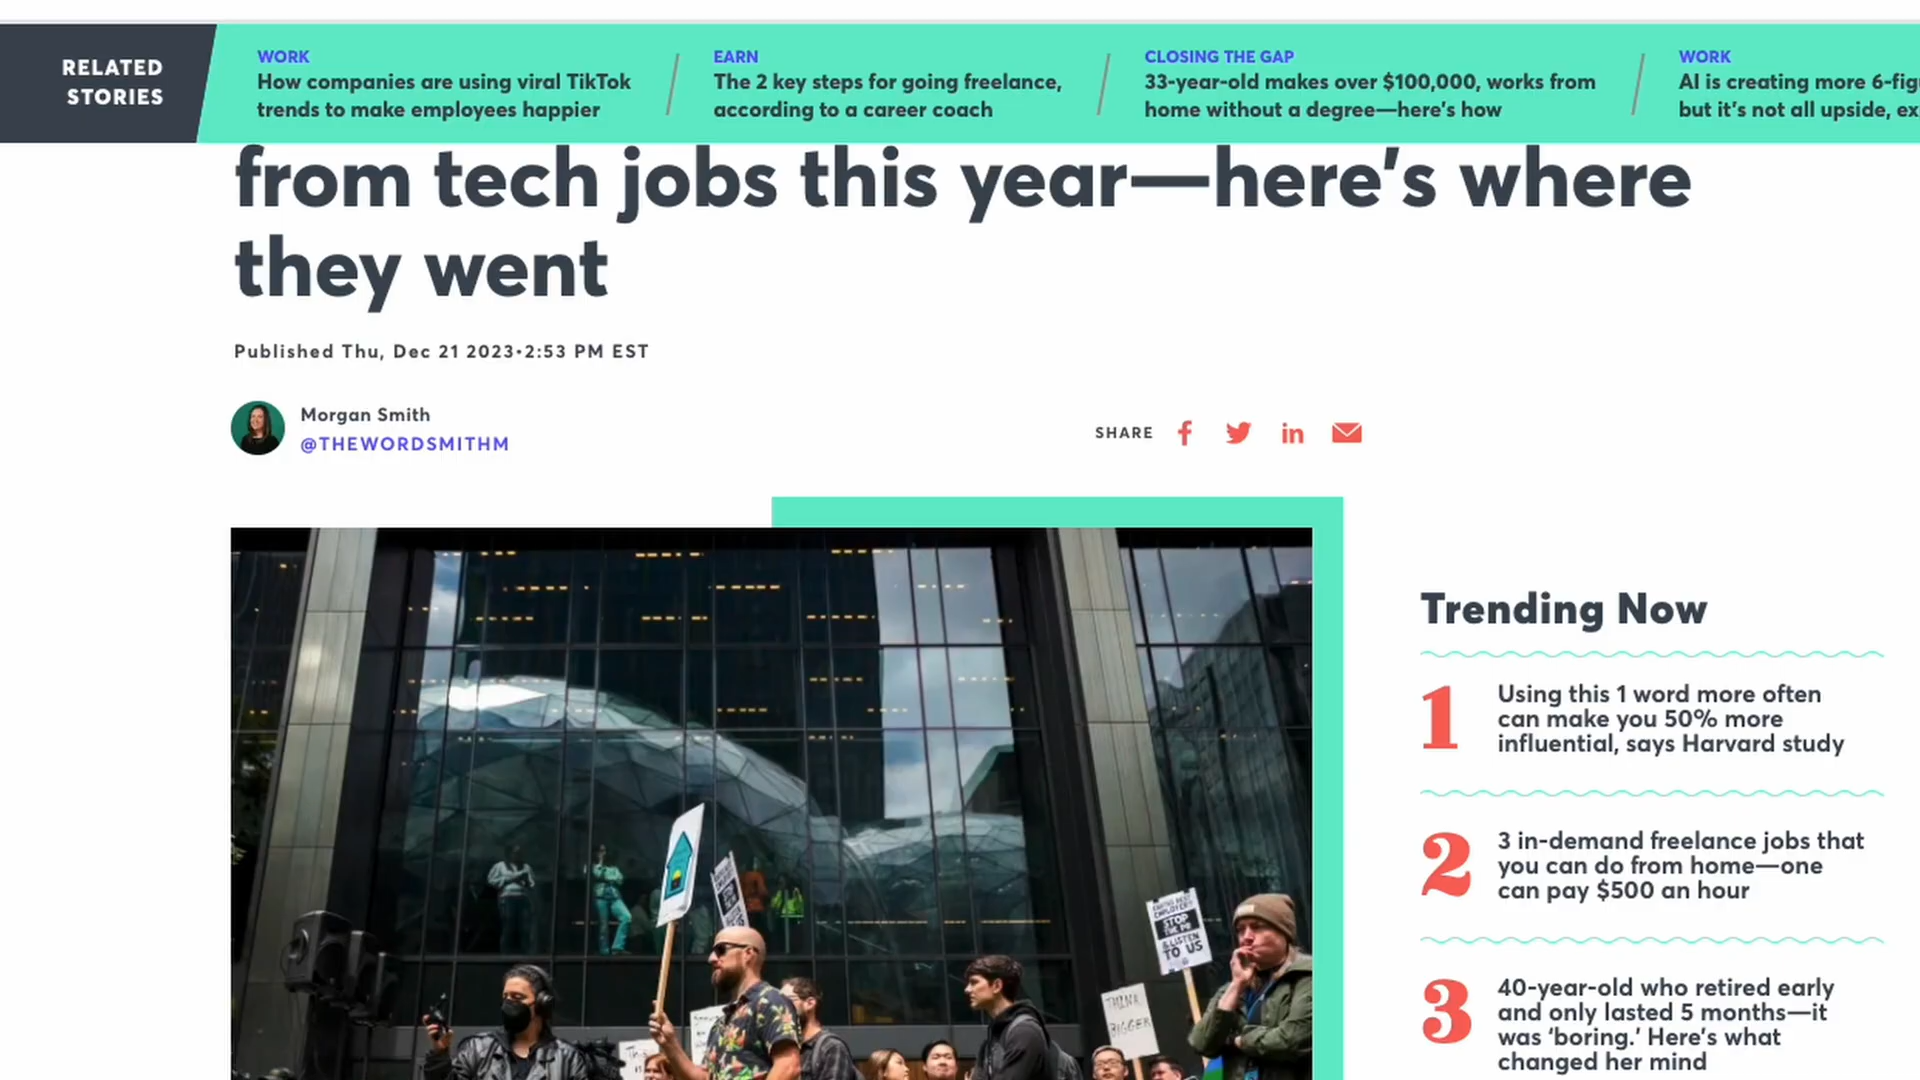 RELATED
STORIES
WORK
How companies are using viral TikTok
trends to make employees happier
EARN
The 2 key steps for going freelance,
according to a career coach
CLOSING THE GAP
33-year-old makes over $100,000, works from
home without a degree—here's how
WORK
AI is creating more 6-fig
but it's not all upside, ex
from tech jobs this year—here's where
they went
Published Thu, Dec 21 2023•2:53 PM EST
Morgan Smith
@THEWORDSMITHM
SHARE
Trending Now
1
Using this 1 word more often
can make you 50% more
influential, says Harvard study
2
3 in-demand freelance jobs that
you can do from home—one
can pay $500 an hour
3
40-year-old who retired early
and only lasted 5 months—it
was 'boring.' Here's what
changed her mind
EMPLOYER?
STOP
& LISTEN
TO US
THINK
BIGGER